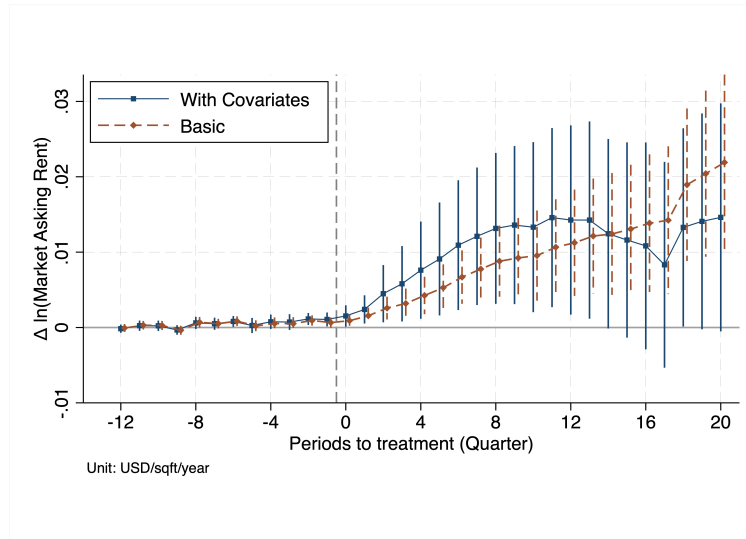 With Covariates
Basic
Δ ln(Market Asking Rent)
.03
.02
.01
0
-.01
-12 -8 -4 0 4 8 12 16 20
Periods to treatment (Quarter)
Unit: USD/sqft/year